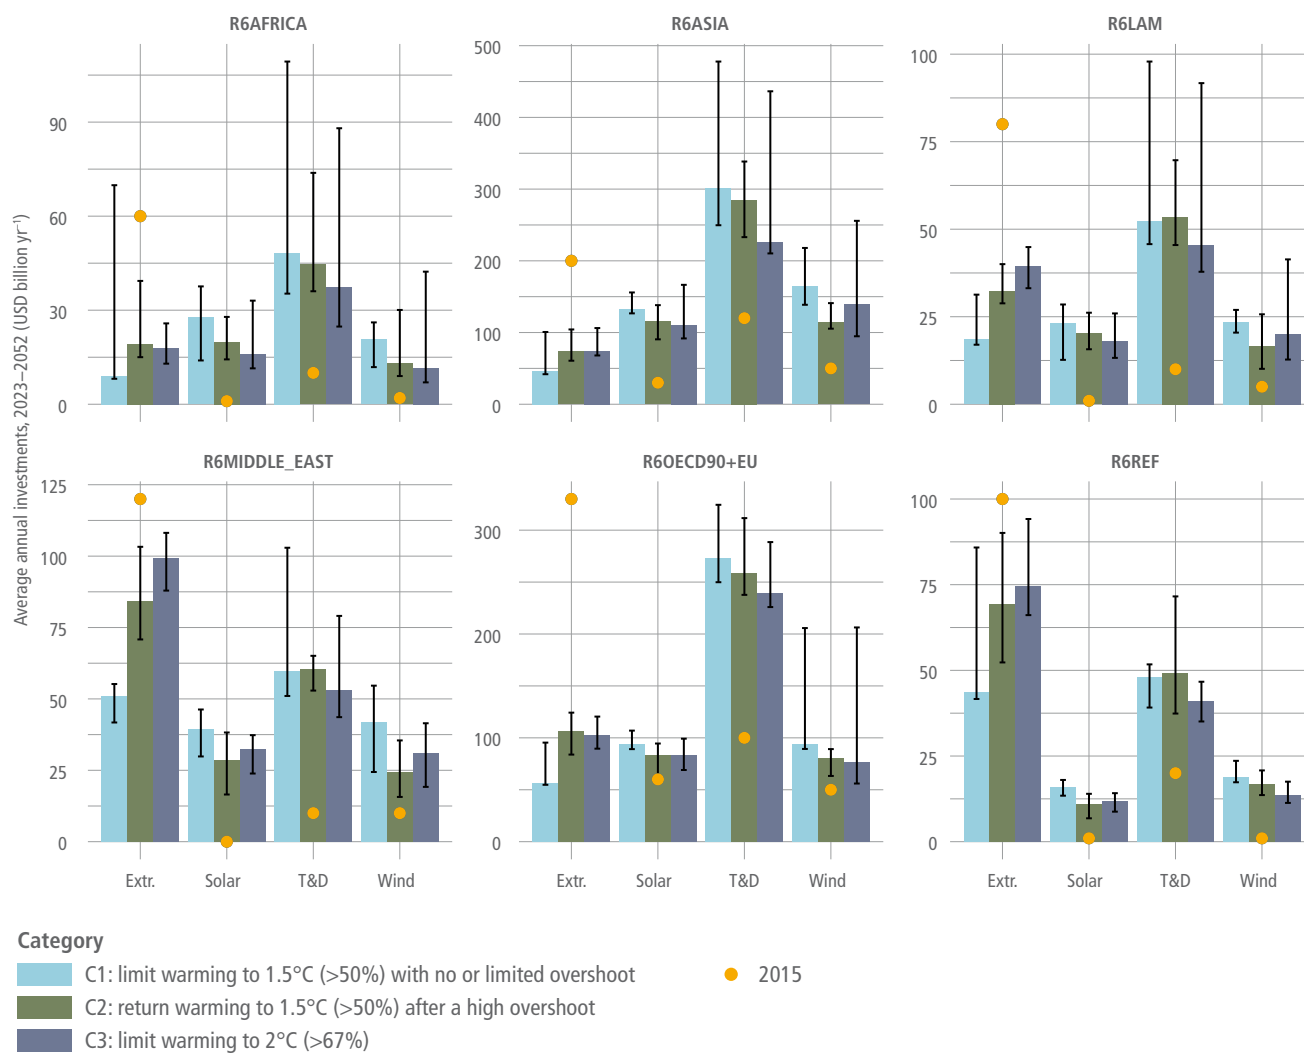 R6AFRICA
R6ASIA
R6LAM
Average annual investments, 2023–2052 (USD billion yr⁻¹)
90
60
30
0
500
400
300
200
100
0
100
75
50
25
0
R6MIDDLE_EAST
R6OECD90+EU
R6REF
125
100
75
50
25
0
300
200
100
0
100
75
50
25
0
Extr. Solar T&D Wind
Extr. Solar T&D Wind
Extr. Solar T&D Wind
Category
C1: limit warming to 1.5°C (>50%) with no or limited overshoot
C2: return warming to 1.5°C (>50%) after a high overshoot
C3: limit warming to 2°C (>67%)
2015